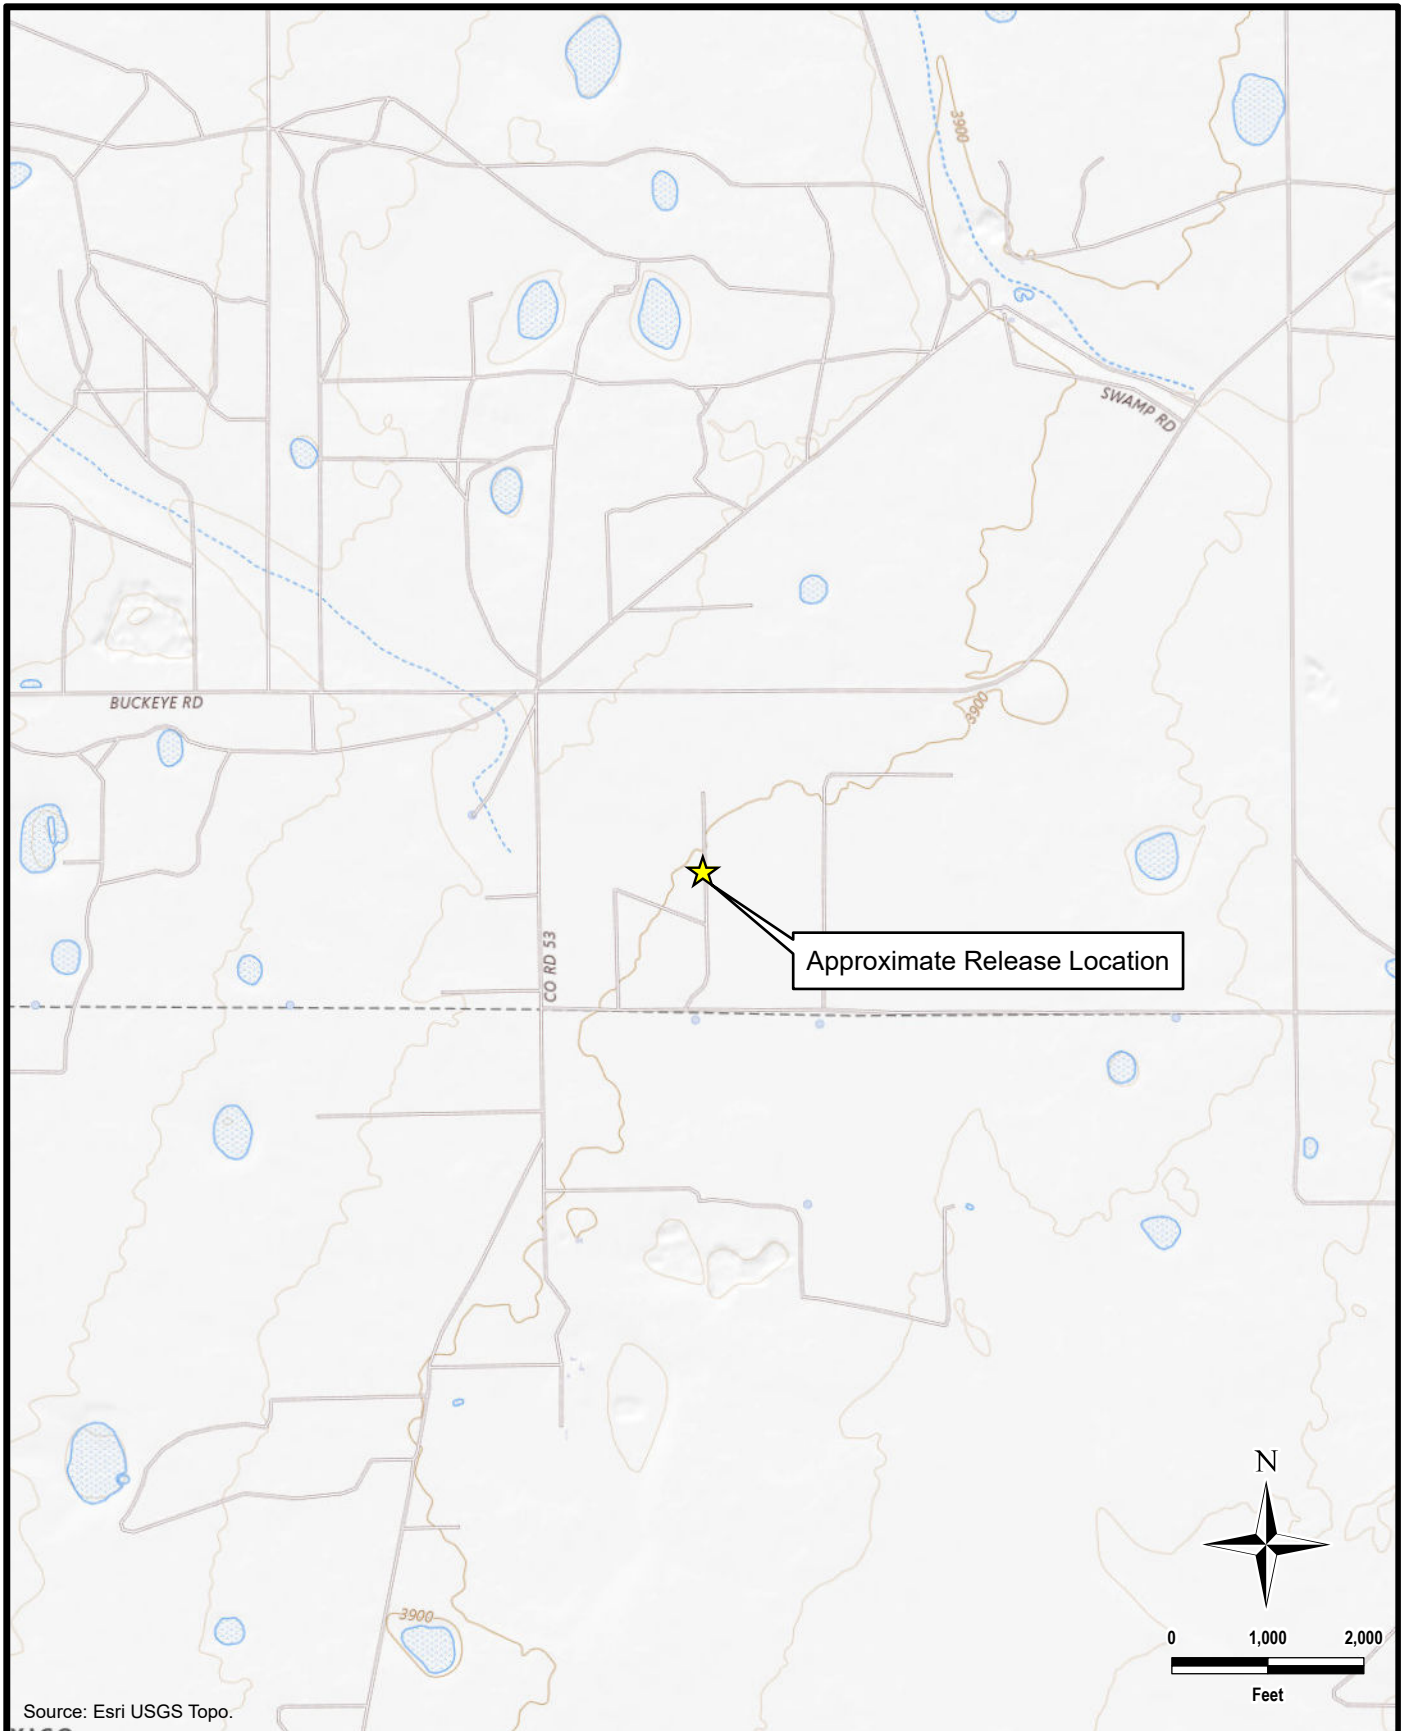 3900
SWAMP RD
BUCKEYE RD
3900
Approximate Release Location
CO RD 53
N
3900
0 1,000 2,000
Feet
Source: Esri USGS Topo.